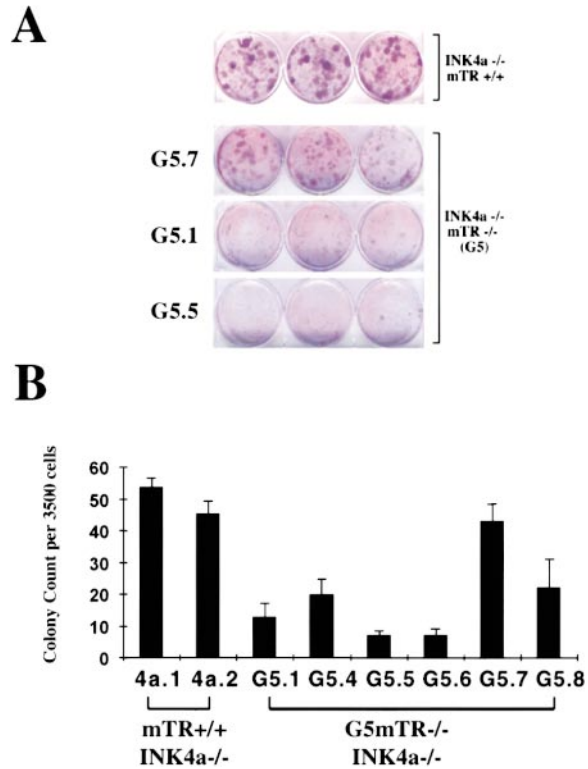 A
INK4a -/-
mTR +/+
G5.7
G5.1
G5.5
INK4a -/-
mTR -/-
(G5)
B
Colony Count per 3500 cells
60
50
40
30
20
10
0
4a.1 4a.2 G5.1 G5.4 G5.5 G5.6 G5.7 G5.8
mTR+/+ G5mTR-/-
INK4a-/- INK4a-/-